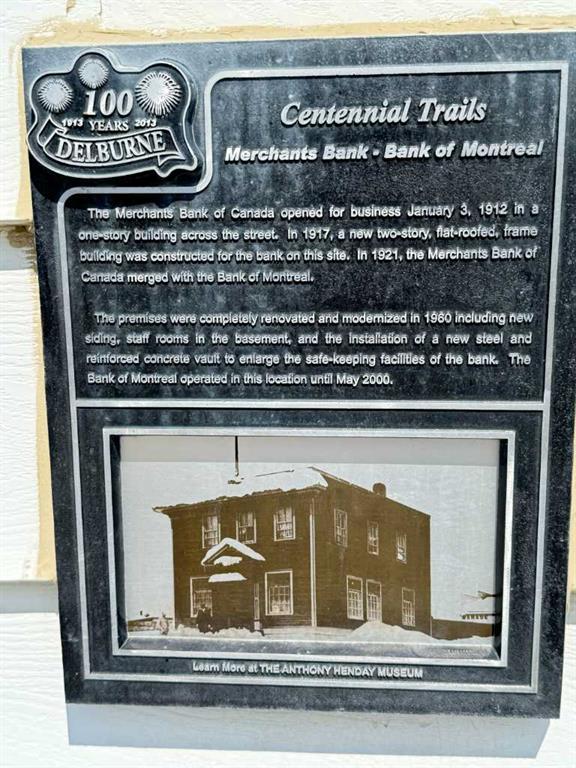 100
1913 YEARS 2013
DELBURNE
Centennial Trails
Merchants Bank - Bank of Montreal
The Merchants Bank of Canada opened for business January 3, 1912 in a
one-story building across the street. In 1917, a new two-story, flat-roofed, frame
building was constructed for the bank on this site. In 1921, the Merchants Bank of
Canada merged with the Bank of Montreal.
The premises were completely renovated and modernized in 1960 including new
siding, staff rooms in the basement, and the installation of a new steel and
reinforced concrete vault to enlarge the safe-keeping facilities of the bank. The
Bank of Montreal operated in this location until May 2000.
Learn More at THE ANTHONY HENDAY MUSEUM